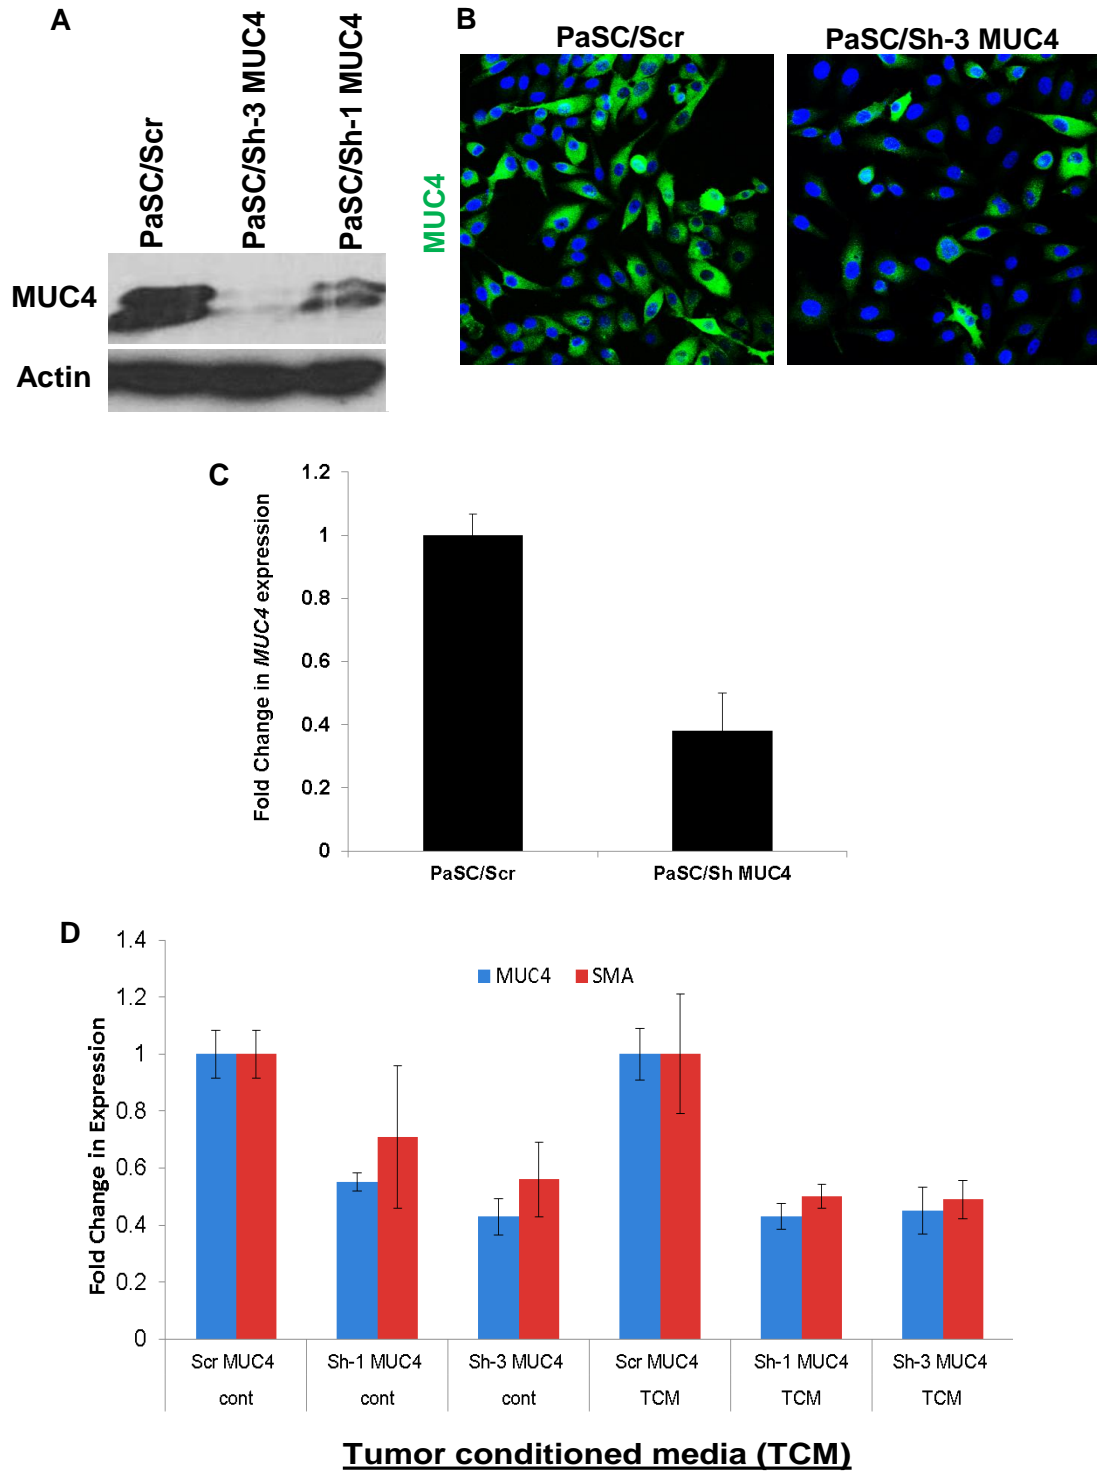 A
PaSC/Scr
PaSC/Sh-3 MUC4
PaSC/Sh-1 MUC4
MUC4
Actin
B
PaSC/Scr
PaSC/Sh-3 MUC4
MUC4
C
Fold Change in MUC4 expression
1.2
1
0.8
0.6
0.4
0.2
0
PaSC/Scr
PaSC/Sh MUC4
D
Fold Change in Expression
1.4
1.2
1
0.8
0.6
0.4
0.2
0
MUC4
SMA
Scr MUC4
Sh-1 MUC4
Sh-3 MUC4
Scr MUC4
Sh-1 MUC4
Sh-3 MUC4
cont
cont
cont
TCM
TCM
TCM
Tumor conditioned media (TCM)